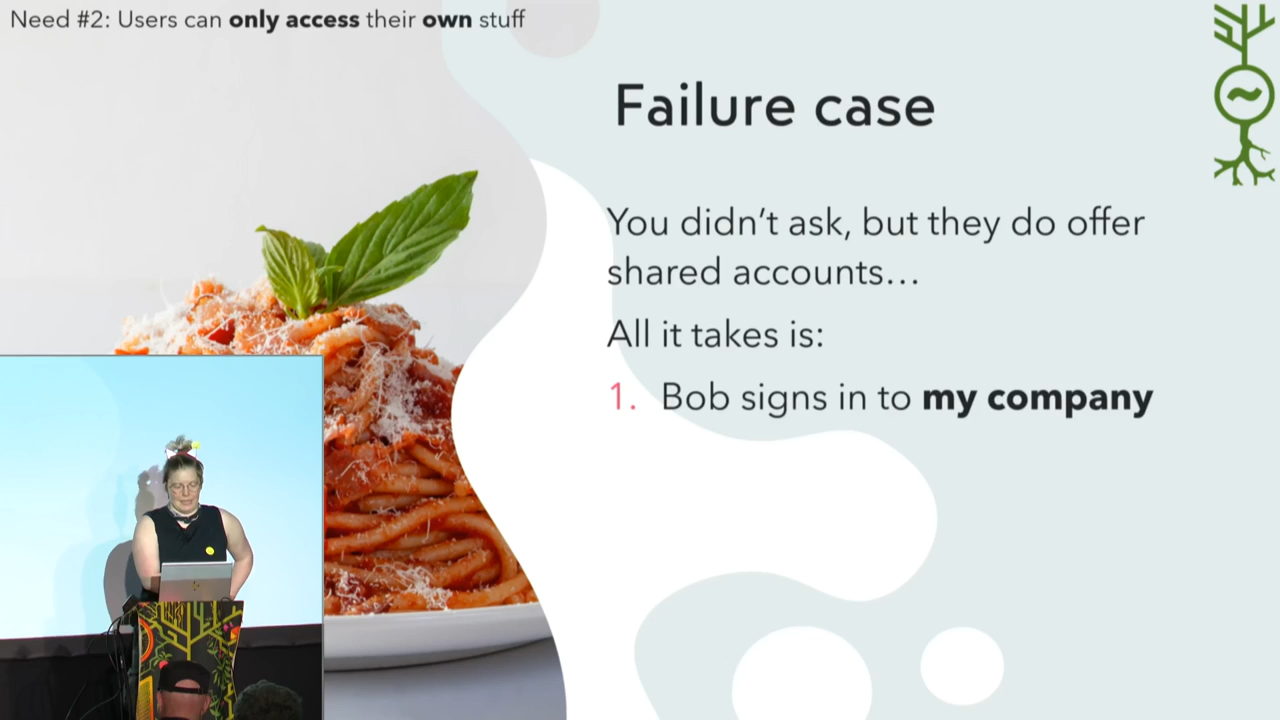 Need #2: Users can only access their own stuff
Failure case
You didn't ask, but they do offer
shared accounts…
All it takes is:
1. Bob signs in to my company